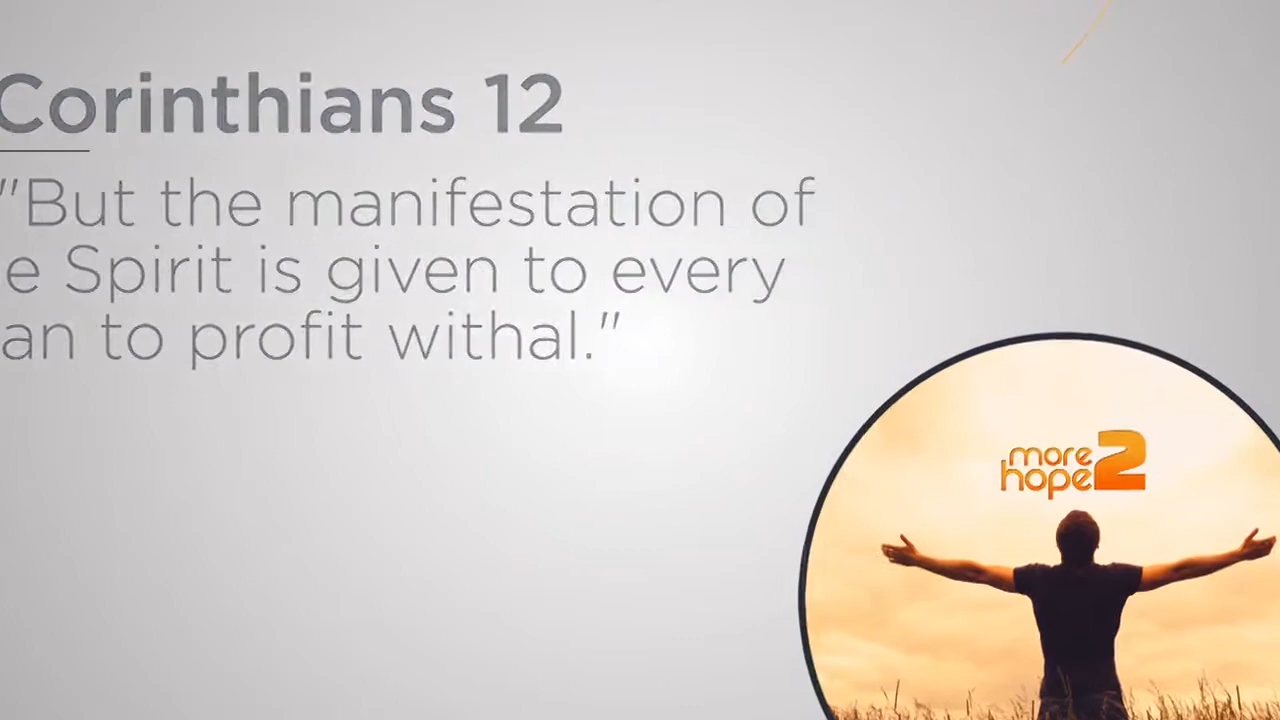 Corinthians 12
"But the manifestation of
e Spirit is given to every
an to profit withal."
more
hope2